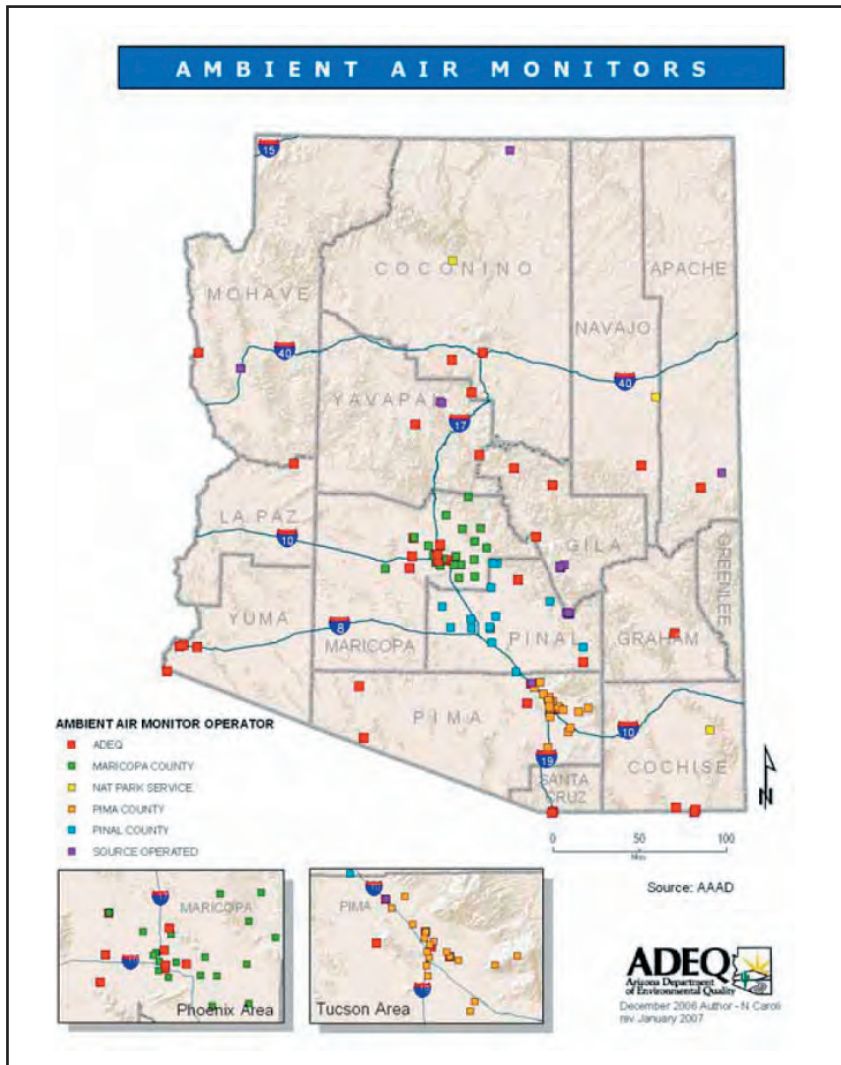 AMBIENT AIR MONITORS
15
COCONINO
APACHE
MOHAVE
NAVAJO
40
40
YAVAPAI
17
LA PAZ
10
GILA
GREENLEE
YUMA
8
MARICOPA
PINAL
GRAHAM
PIMA
10
COCHISE
19
SANTA
CRUZ
N
AMBIENT AIR MONITOR OPERATOR
ADEQ
MARICOPA COUNTY
NAT PARK SERVICE
PIMA COUNTY
PINAL COUNTY
SOURCE OPERATED
0 50 100
Miles
Source: AAAD
MARICOPA
Phoenix Area
PIMA
Tucson Area
ADEQ
Arizona Department
of Environmental Quality
December 2006 Author - N Caroli
rev January 2007